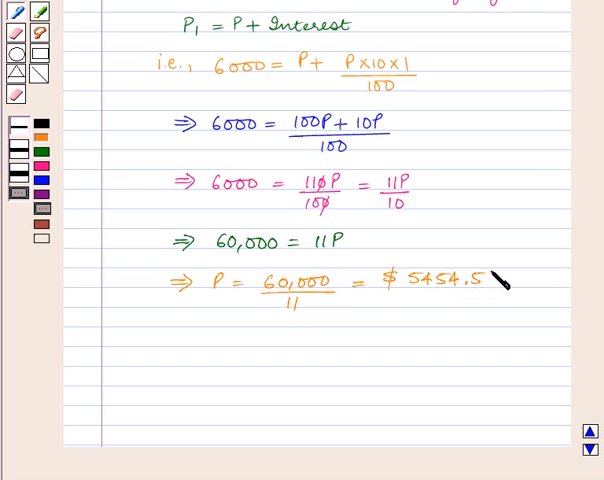 P₁ = P + Interest
i.e., 6000 = P + P×10×1/100
⇒ 6000 = 100P + 10P/100
⇒ 6000 = 110P/100 = 11P/10
⇒ 60,000 = 11P
⇒ P = 60,000/11 = $ 5454.5